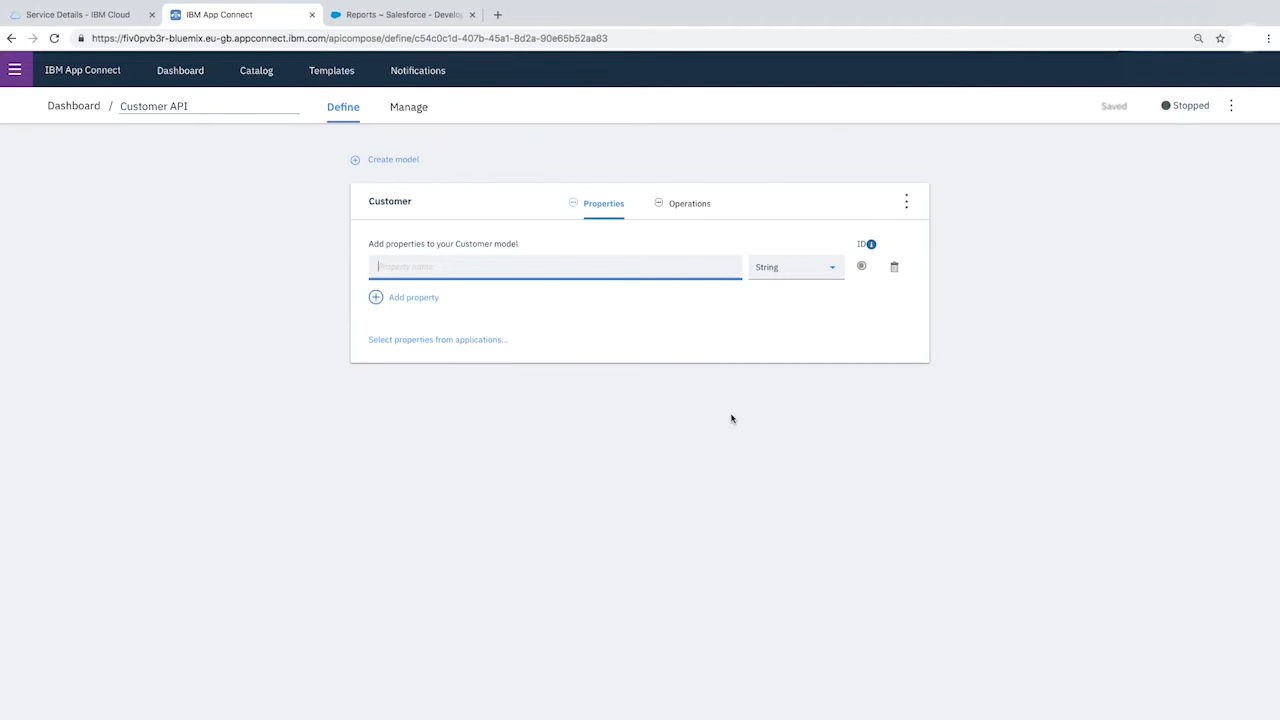 Service Details - IBM Cloud
IBM App Connect
Reports ~ Salesforce - Develop
https://fiv0pvb3r-bluemix.eu-gb.appconnect.ibm.com/apicompose/define/c54c0c1d-407b-45a1-8d2a-90e65b52aa83
IBM App Connect Dashboard Catalog Templates Notifications
Dashboard / Customer API Define Manage Saved Stopped
Create model
Customer Properties Operations
Add properties to your Customer model ID
Property name String
Add property
Select properties from applications...